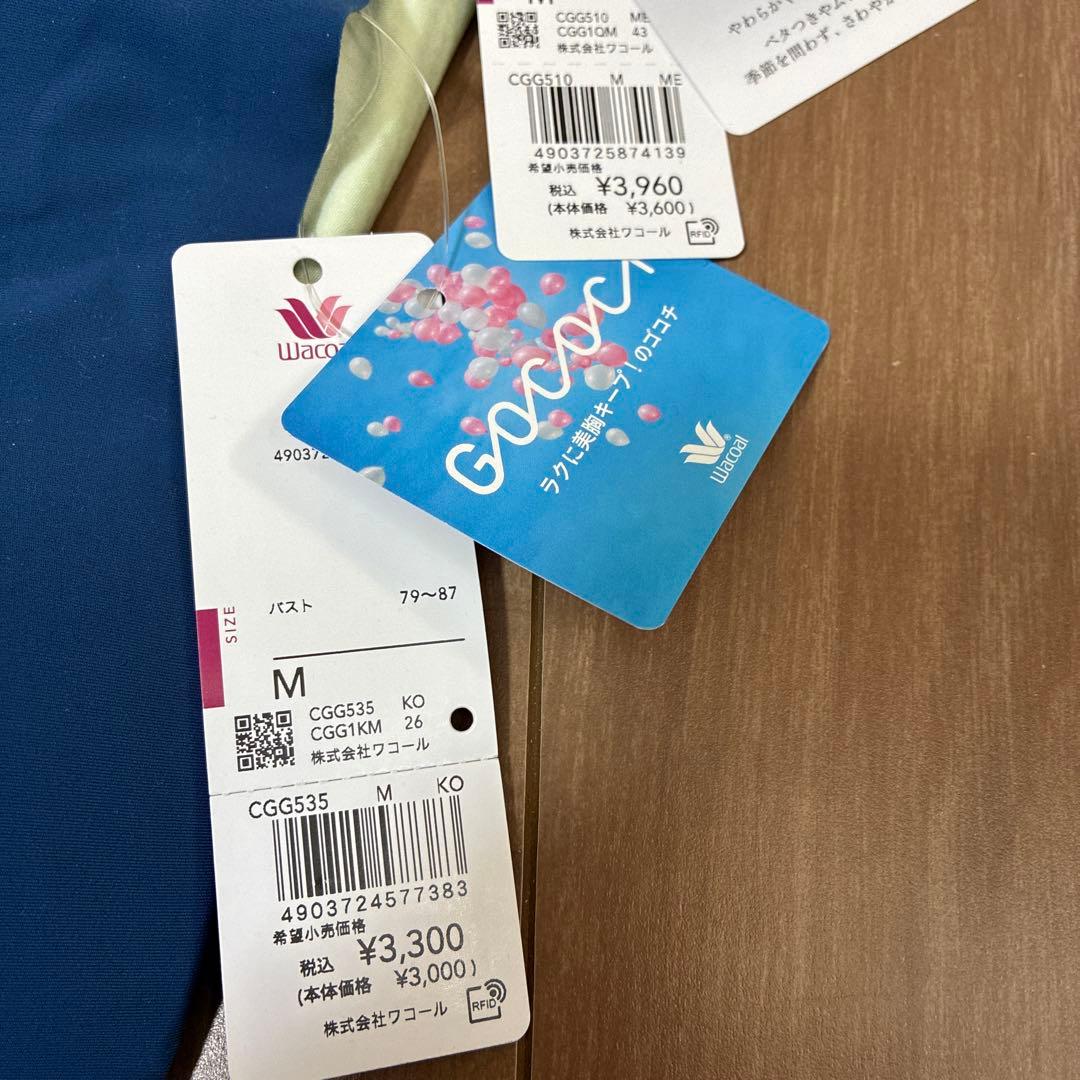 CGG510 ME
CGG1QM 43
株式会社ワコール
CGG510 M ME
4903725874139
希望小売価格
税込 ¥3,960
(本体価格 ¥3,600)
株式会社ワコール
RFID
やわらかく
ベタつきやム
季節を問わず、さわやか
Wacoal
49037
GOCOCi
ラクに美胸キープ!のゴコチ
Wacoal®
バスト 79〜87
SIZE
M
CGG535 KO
CGG1KM 26
株式会社ワコール
CGG535 M KO
4903724577383
希望小売価格
税込 ¥3,300
(本体価格 ¥3,000)
株式会社ワコール
RFID